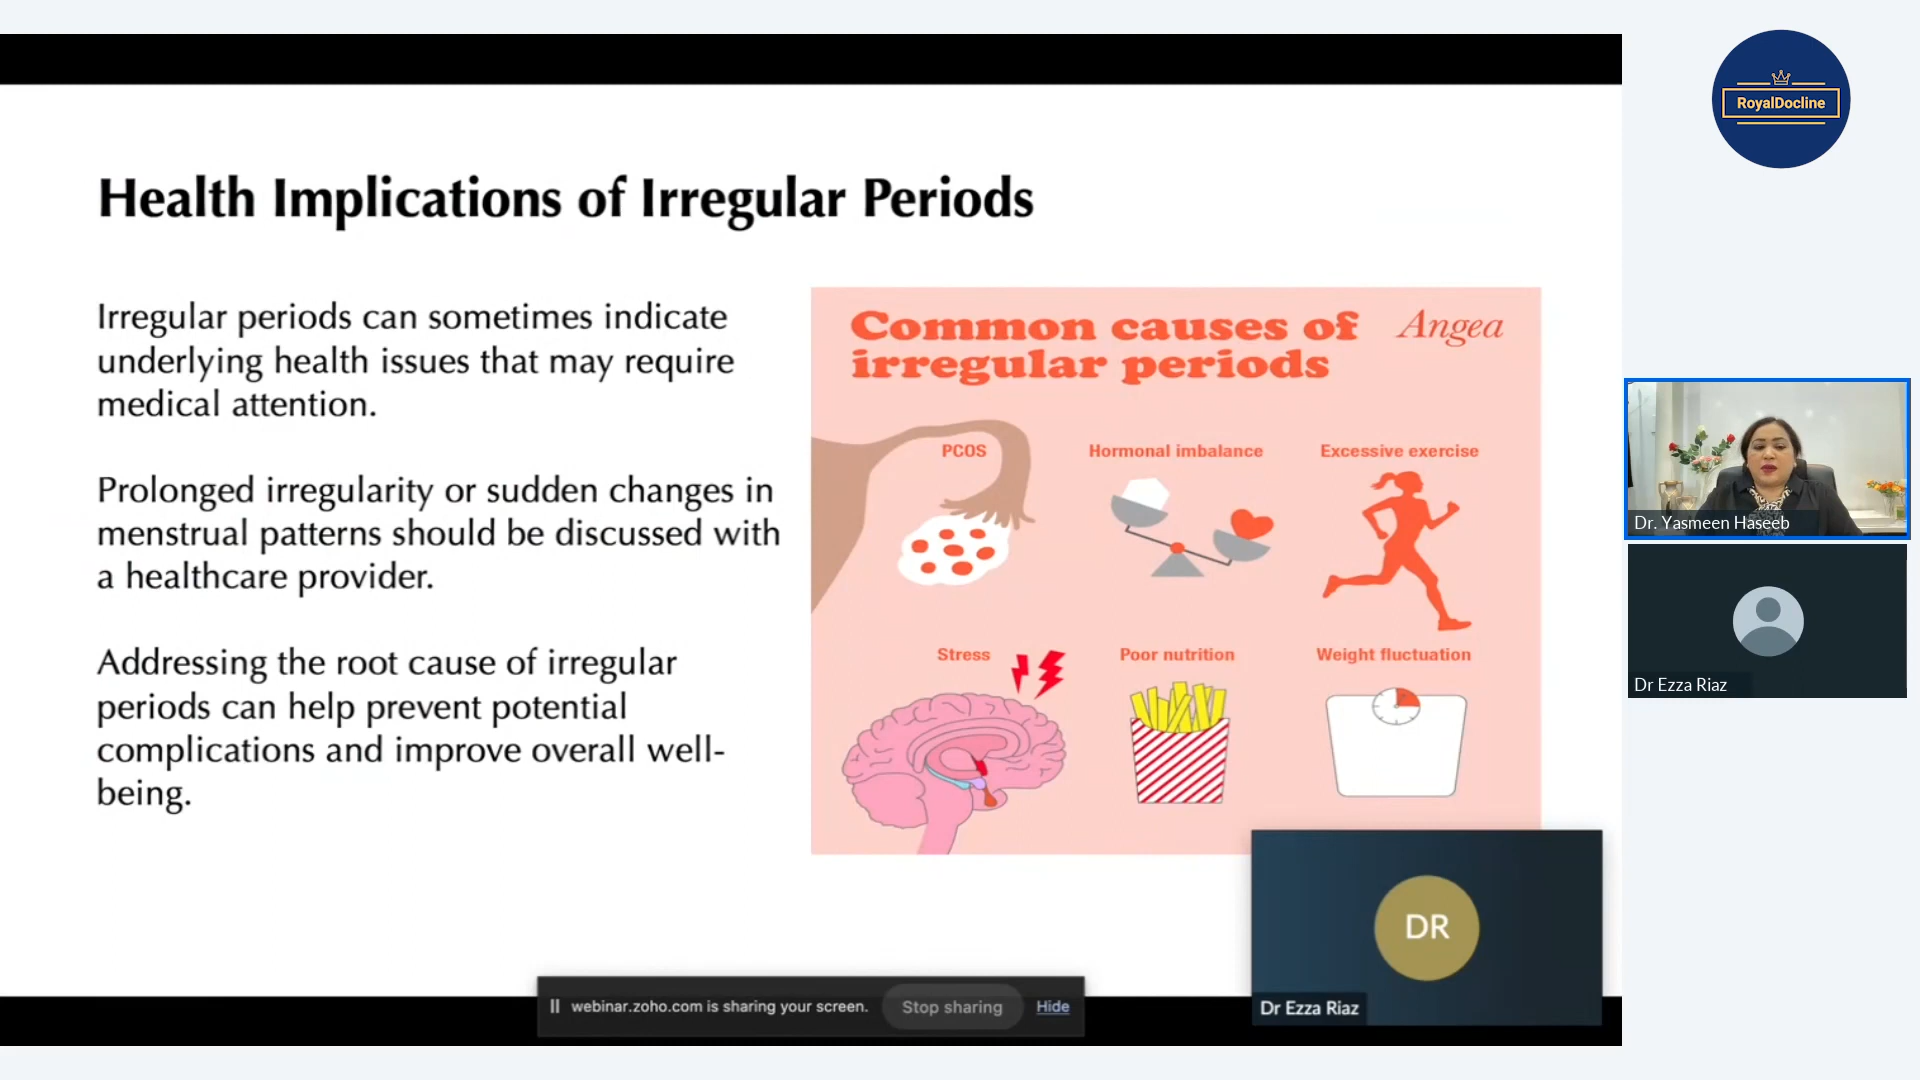 RoyalDocline
Health Implications of Irregular Periods
Irregular periods can sometimes indicate
underlying health issues that may require
medical attention.
Prolonged irregularity or sudden changes in
menstrual patterns should be discussed with
a healthcare provider.
Addressing the root cause of irregular
periods can help prevent potential
complications and improve overall well-
being.
Common causes of
irregular periods
Angea
PCOS
Hormonal imbalance
Excessive exercise
Stress
Poor nutrition
Weight fluctuation
Dr. Yasmeen Haseeb
Dr Ezza Riaz
DR
Dr Ezza Riaz
webinar.zoho.com is sharing your screen.
Stop sharing
Hide